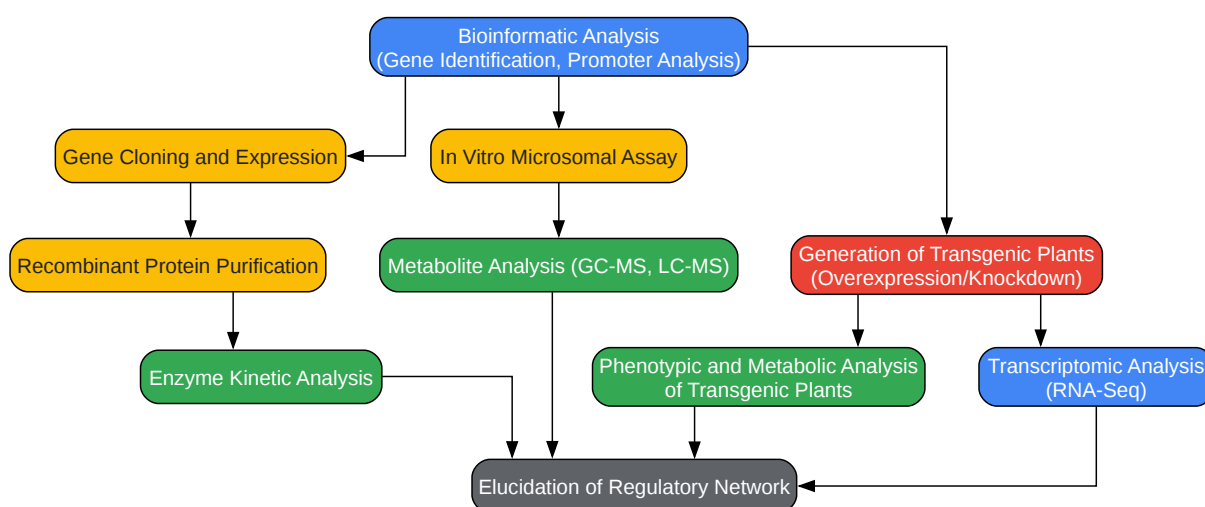 Bioinformatic Analysis
(Gene Identification, Promoter Analysis)
Gene Cloning and Expression
In Vitro Microsomal Assay
Recombinant Protein Purification
Metabolite Analysis (GC-MS, LC-MS)
Generation of Transgenic Plants
(Overexpression/Knockdown)
Enzyme Kinetic Analysis
Phenotypic and Metabolic Analysis
of Transgenic Plants
Transcriptomic Analysis
(RNA-Seq)
Elucidation of Regulatory Network